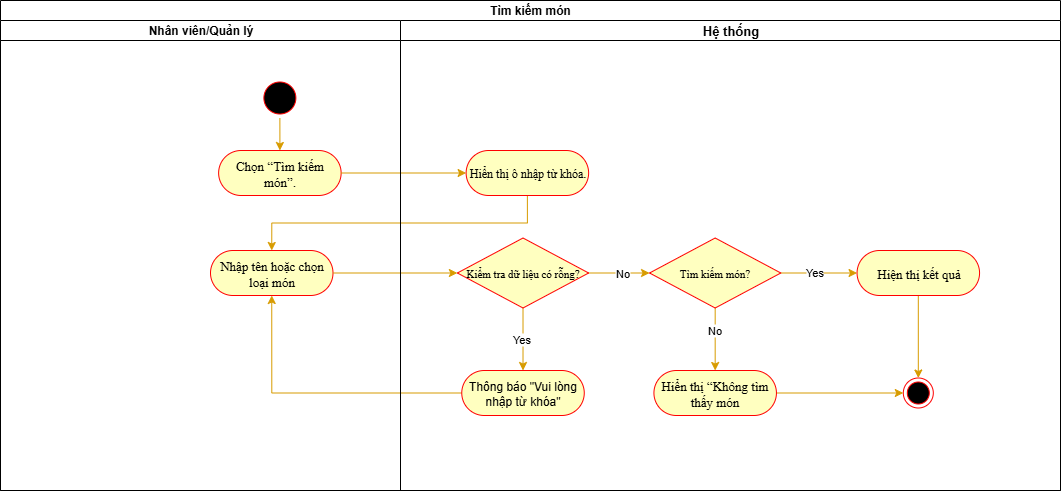 Tìm kiếm món
Nhân viên/Quản lý
Hệ thống
Chọn “Tìm kiếm
món”.
Hiển thị ô nhập từ khóa.
Nhập tên hoặc chọn
loại món
Kiểm tra dữ liệu có rỗng?
No
Tìm kiếm món?
Yes
Hiện thị kết quả
Yes
No
Thông báo "Vui lòng
nhập từ khóa"
Hiển thị “Không tìm
thấy món